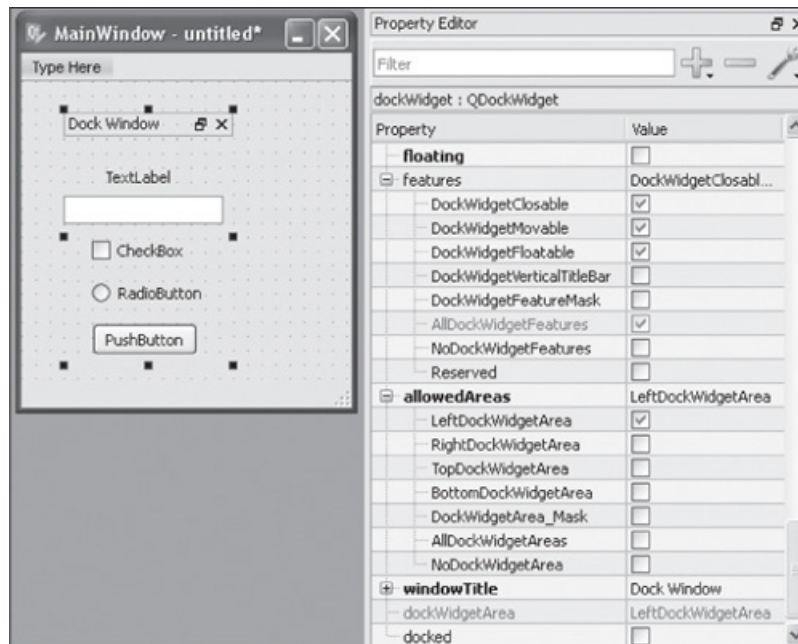 MainWindow - untitled*
Type Here
Dock Window
TextLabel
CheckBox
RadioButton
PushButton
Property Editor
Filter
dockWidget : QDockWidget
Property Value
floating
features DockWidgetClosabl...
DockWidgetClosable
DockWidgetMovable
DockWidgetFloatable
DockWidgetVerticalTitleBar
DockWidgetFeatureMask
AllDockWidgetFeatures
NoDockWidgetFeatures
Reserved
allowedAreas LeftDockWidgetArea
LeftDockWidgetArea
RightDockWidgetArea
TopDockWidgetArea
BottomDockWidgetArea
DockWidgetArea_Mask
AllDockWidgetAreas
NoDockWidgetArea
windowTitle Dock Window
dockWidgetArea LeftDockWidgetArea
docked